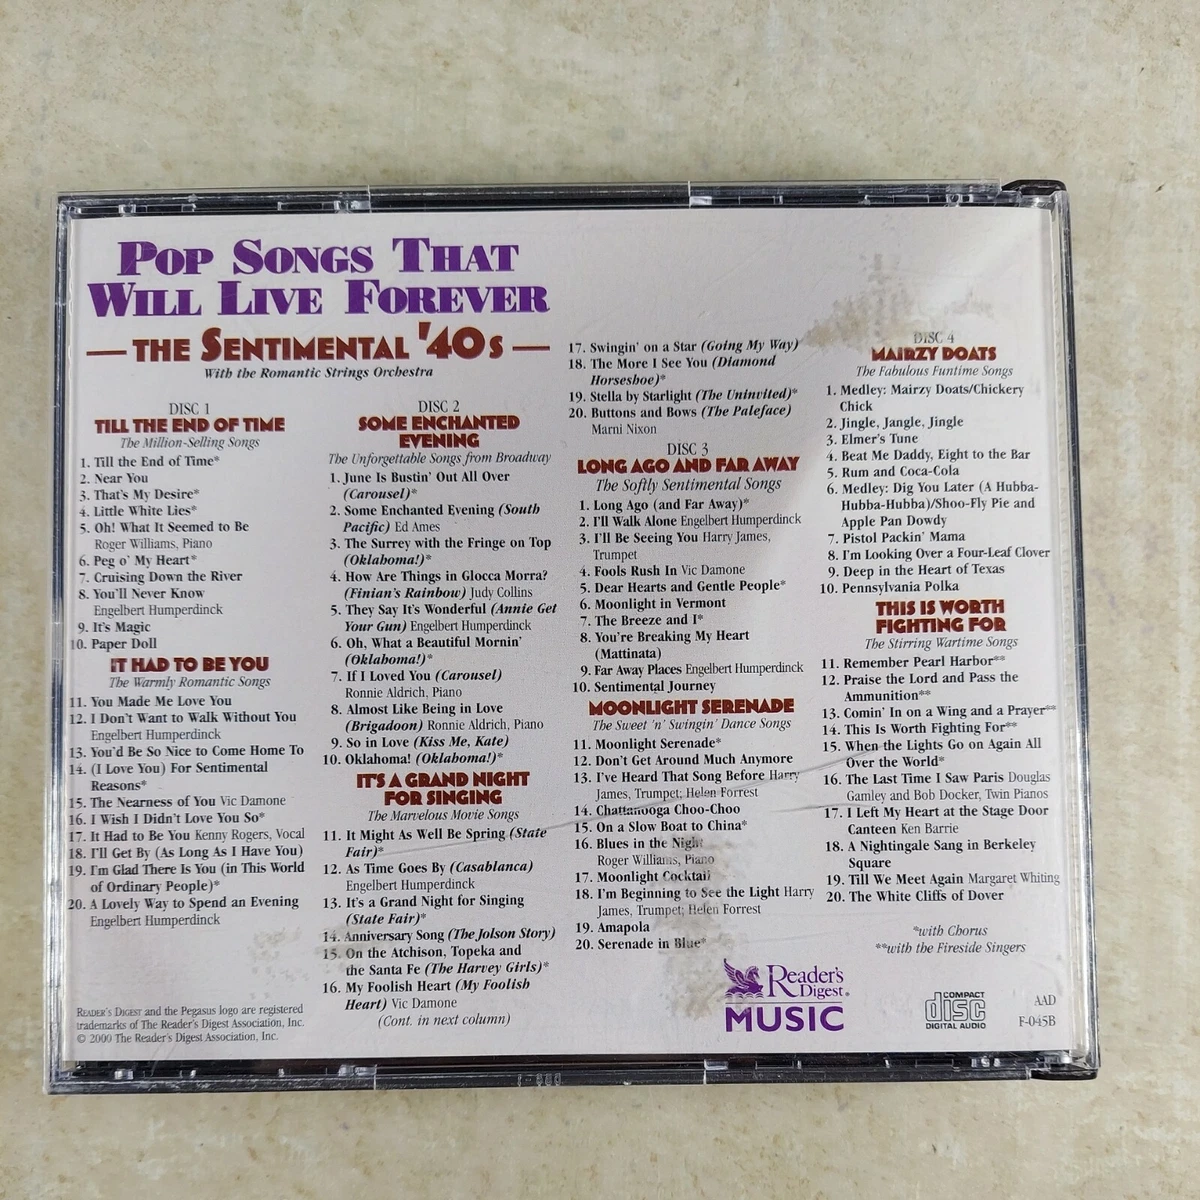 POP SONGS THAT
WILL LIVE FOREVER
— THE SENTIMENTAL '40s —
With the Romantic Strings Orchestra
DISC 1
TILL THE END OF TIME
The Million-Selling Songs
1. Till the End of Time*
2. Near You
3. That's My Desire*
4. Little White Lies*
5. Oh! What It Seemed to Be
Roger Williams, Piano
6. Peg o' My Heart*
7. Cruising Down the River
8. You'll Never Know
Engelbert Humperdinck
9. It's Magic
10. Paper Doll
IT HAD TO BE YOU
The Warmly Romantic Songs
11. You Made Me Love You
12. I Don't Want to Walk Without You
Engelbert Humperdinck
13. You'd Be So Nice to Come Home To
14. (I Love You) For Sentimental
Reasons*
15. The Nearness of You Vic Damone
16. I Wish I Didn't Love You So*
17. It Had to Be You Kenny Rogers, Vocal
18. I'll Get By (As Long As I Have You)
19. I'm Glad There Is You (in This World
of Ordinary People)*
20. A Lovely Way to Spend an Evening
Engelbert Humperdinck
READER'S DIGEST and the Pegasus logo are registered
trademarks of The Reader's Digest Association, Inc.
© 2000 The Reader's Digest Association, Inc.
DISC 2
SOME ENCHANTED
EVENING
The Unforgettable Songs from Broadway
1. June Is Bustin' Out All Over
(Carousel)*
2. Some Enchanted Evening (South
Pacific) Ed Ames
3. The Surrey with the Fringe on Top
(Oklahoma!)*
4. How Are Things in Glocca Morra?
(Finian's Rainbow) Judy Collins
5. They Say It's Wonderful (Annie Get
Your Gun) Engelbert Humperdinck
6. Oh, What a Beautiful Mornin'
(Oklahoma!)*
7. If I Loved You (Carousel)
Ronnie Aldrich, Piano
8. Almost Like Being in Love
(Brigadoon) Ronnie Aldrich, Piano
9. So in Love (Kiss Me, Kate)
10. Oklahoma! (Oklahoma!)*
IT'S A GRAND NIGHT
FOR SINGING
The Marvelous Movie Songs
11. It Might As Well Be Spring (State
Fair)*
12. As Time Goes By (Casablanca)
Engelbert Humperdinck
13. It's a Grand Night for Singing
(State Fair)*
14. Anniversary Song (The Jolson Story)
15. On the Atchison, Topeka and
the Santa Fe (The Harvey Girls)*
16. My Foolish Heart (My Foolish
Heart) Vic Damone
(Cont. in next column)
17. Swingin' on a Star (Going My Way)
18. The More I See You (Diamond
Horseshoe)*
19. Stella by Starlight (The Uninvited)*
20. Buttons and Bows (The Paleface)
Marni Nixon
DISC 3
LONG AGO AND FAR AWAY
The Softly Sentimental Songs
1. Long Ago (and Far Away)*
2. I'll Walk Alone Engelbert Humperdinck
3. I'll Be Seeing You Harry James,
Trumpet
4. Fools Rush In Vic Damone
5. Dear Hearts and Gentle People*
6. Moonlight in Vermont
7. The Breeze and I*
8. You're Breaking My Heart
(Mattinata)
9. Far Away Places Engelbert Humperdinck
10. Sentimental Journey
MOONLIGHT SERENADE
The Sweet 'n' Swingin' Dance Songs
11. Moonlight Serenade*
12. Don't Get Around Much Anymore
13. I've Heard That Song Before Harry
James, Trumpet; Helen Forrest
14. Chattanooga Choo-Choo
15. On a Slow Boat to China*
16. Blues in the Night
Roger Williams, Piano
17. Moonlight Cocktail
18. I'm Beginning to See the Light Harry
James, Trumpet; Helen Forrest
19. Amapola
20. Serenade in Blue*
Reader's
Digest®
MUSIC
DISC 4
MAIRZY DOATS
The Fabulous Funtime Songs
1. Medley: Mairzy Doats/Chickery
Chick
2. Jingle, Jangle, Jingle
3. Elmer's Tune
4. Beat Me Daddy, Eight to the Bar
5. Rum and Coca-Cola
6. Medley: Dig You Later (A Hubba-
Hubba-Hubba)/Shoo-Fly Pie and
Apple Pan Dowdy
7. Pistol Packin' Mama
8. I'm Looking Over a Four-Leaf Clover
9. Deep in the Heart of Texas
10. Pennsylvania Polka
THIS IS WORTH
FIGHTING FOR
The Stirring Wartime Songs
11. Remember Pearl Harbor**
12. Praise the Lord and Pass the
Ammunition**
13. Comin' In on a Wing and a Prayer**
14. This Is Worth Fighting For**
15. When the Lights Go on Again All
Over the World*
16. The Last Time I Saw Paris Douglas
Gamley and Bob Docker, Twin Pianos
17. I Left My Heart at the Stage Door
Canteen Ken Barrie
18. A Nightingale Sang in Berkeley
Square
19. Till We Meet Again Margaret Whiting
20. The White Cliffs of Dover
*with Chorus
**with the Fireside Singers
COMPACT
disc
DIGITAL AUDIO
AAD
F-045B